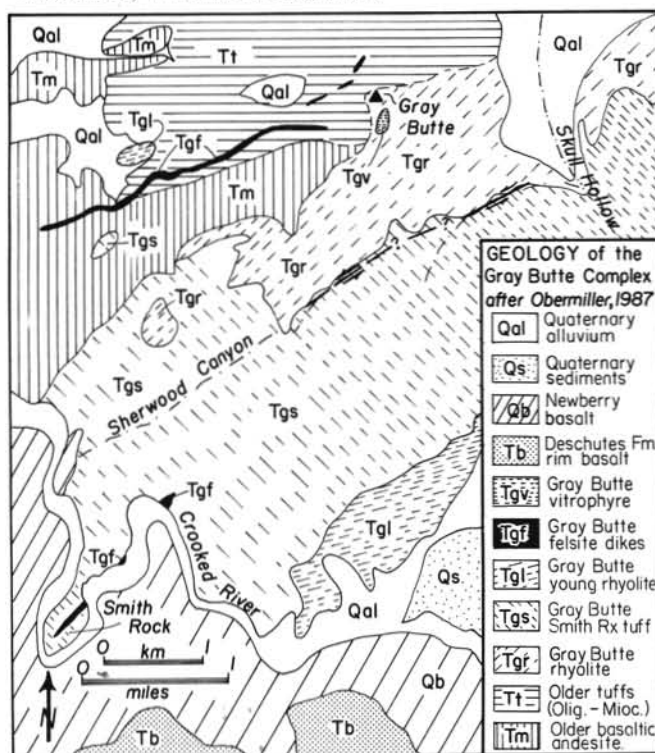 Qal
Tm
Tt
Qal
Tgr
Tm
Qal
Gray
Butte
Qal
Tgl
Tgf
Skull Hollow
Tgr
Tgv
Tm
Tgs
Tgr
Tgr
Sherwood Canyon
Tgs
Tgs
Tgf
Crooked River
Tgl
Tgf
Qs
Smith
Rock
Qal
0 1
km
0 1
miles
N
Qb
Tb
Tb
GEOLOGY of the
Gray Butte Complex
after Obermiller, 1987
Qal Quaternary
alluvium
Qs Quaternary
sediments
Qb Newberry
basalt
Tb Deschutes Fm
rim basalt
Tgv Gray Butte
vitrophyre
Tgf Gray Butte
felsite dikes
Tgl Gray Butte
young rhyolite
Tgs Gray Butte
Smith Rx tuff
Tgr Gray Butte
rhyolite
Tt Older tuffs
(Olig. - Mioc.)
Tm Older basaltic
andesite